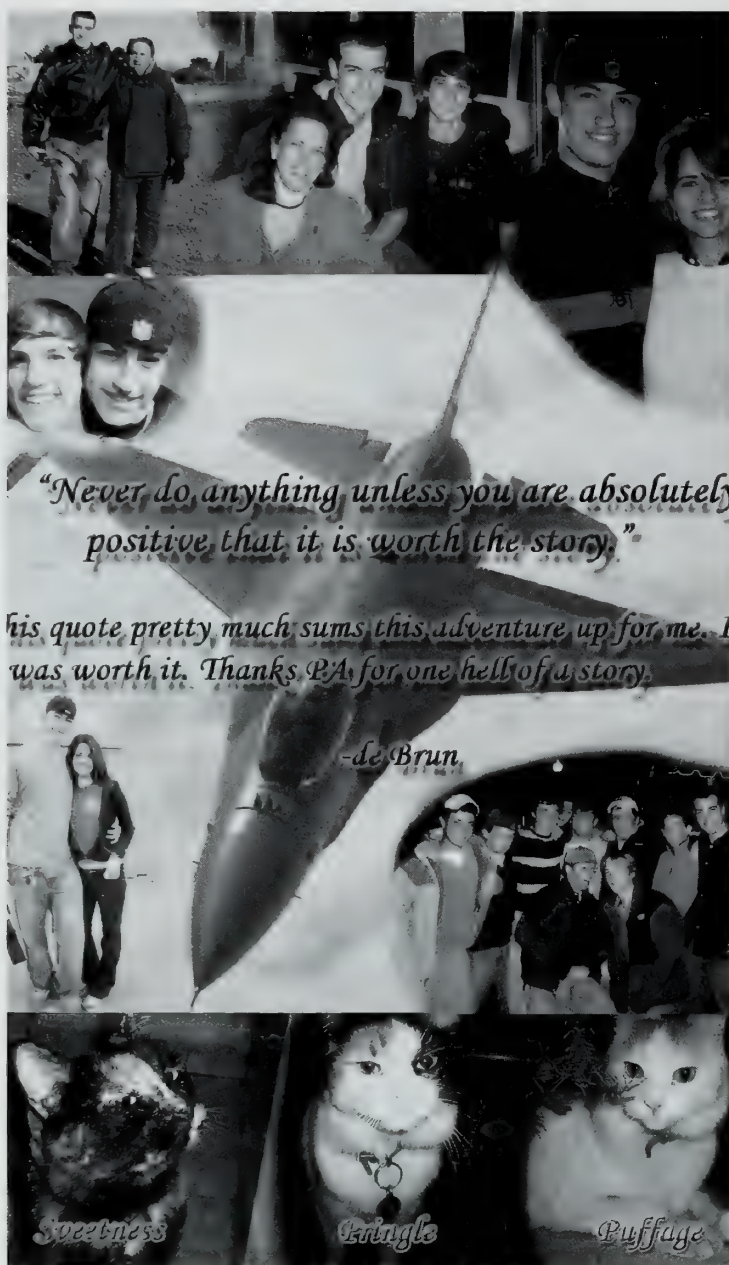 “Never do anything unless you are absolutely
positive that it is worth the story.”
his quote pretty much sums this adventure up for me. I
was worth it. Thanks P.A for one hell of a story.
-de Brun
Sweetness
Pringle
Puffage